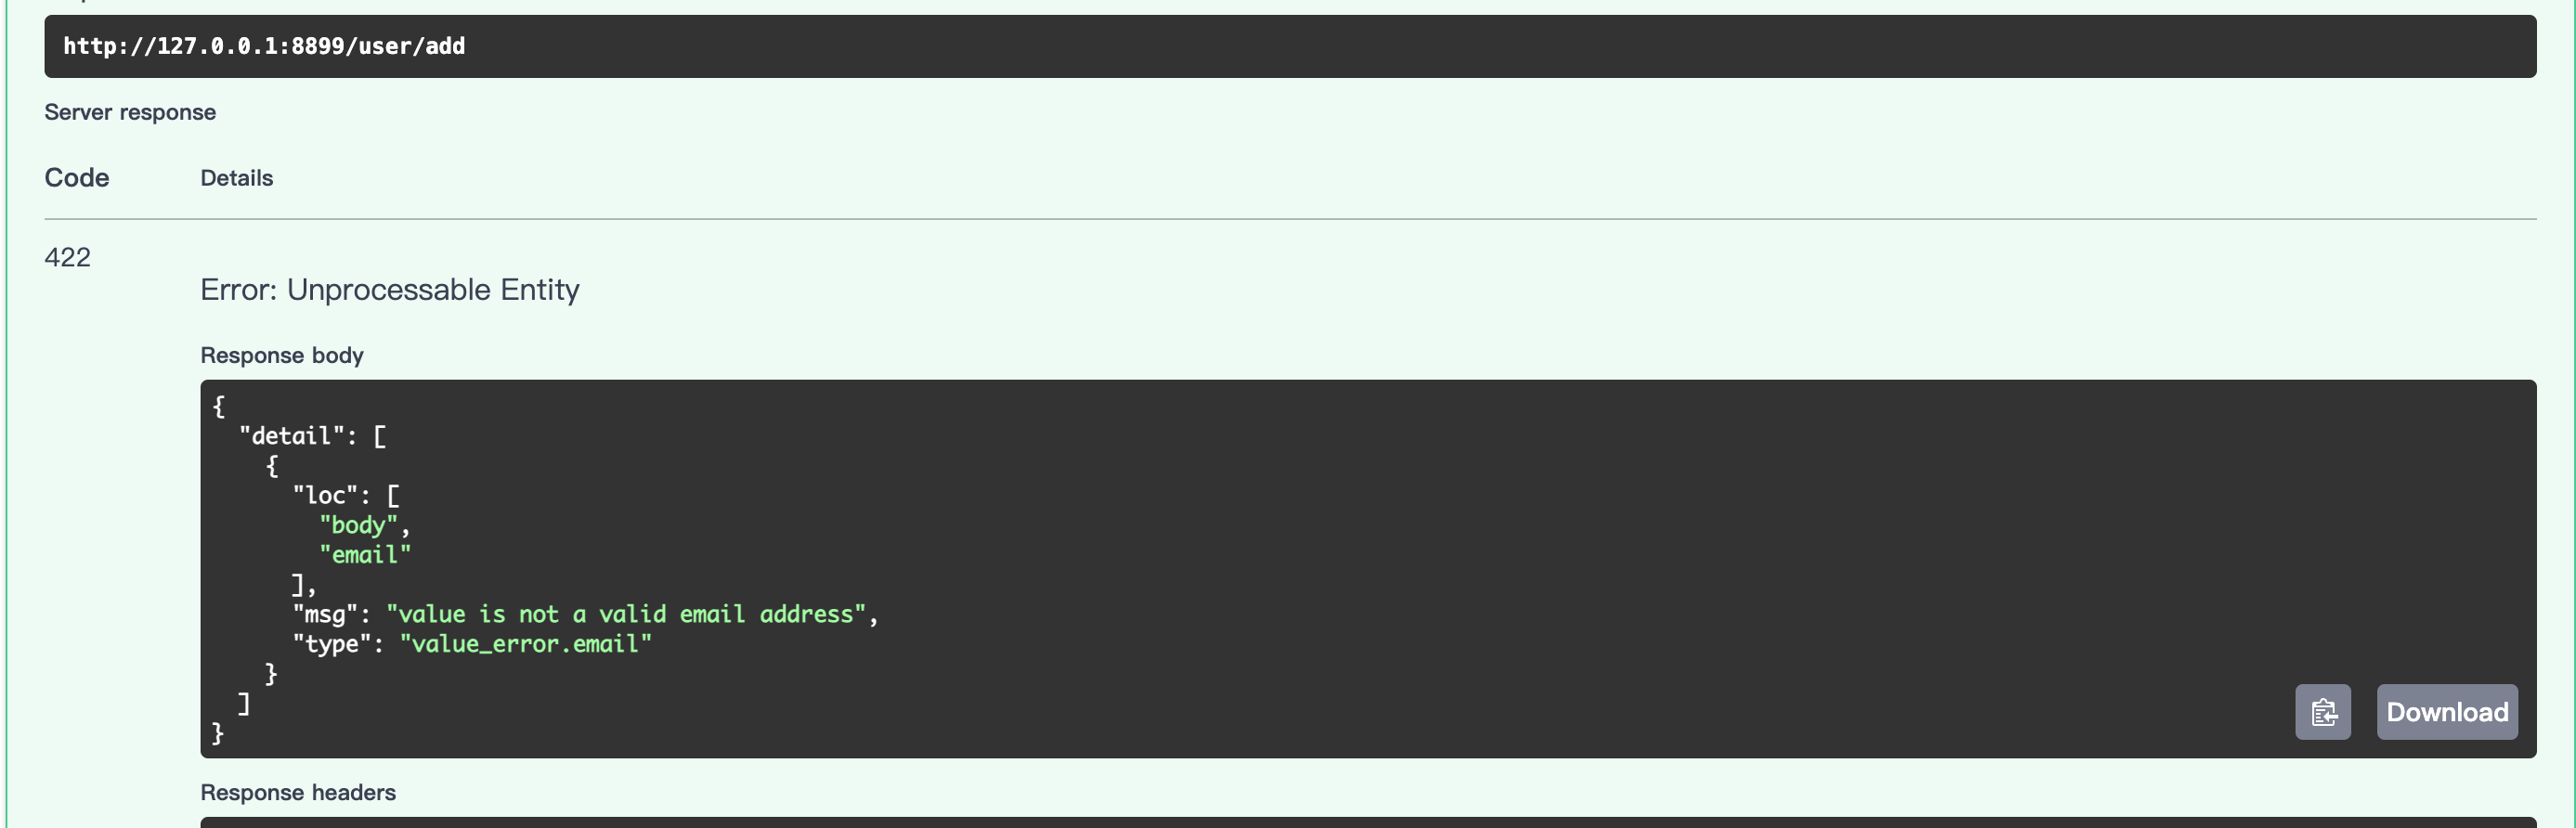 http://127.0.0.1:8899/user/add
Server response
Code Details
422
Error: Unprocessable Entity
Response body
{
  "detail": [
    {
      "loc": [
        "body",
        "email"
      ],
      "msg": "value is not a valid email address",
      "type": "value_error.email"
    }
  ]
}
Download
Response headers